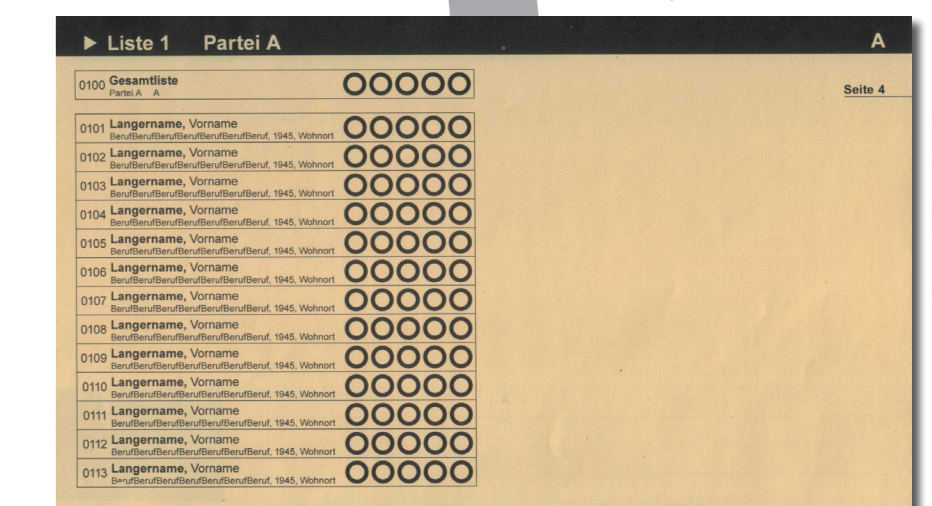 ▶ Liste 1 Partei A A
0100 Gesamtliste
Partei A A
Seite 4
0101 Langername, Vorname
BerufBerufBerufBerufBerufBerufBeruf, 1945, Wohnort
0102 Langername, Vorname
BerufBerufBerufBerufBerufBerufBeruf, 1945, Wohnort
0103 Langername, Vorname
BerufBerufBerufBerufBerufBerufBeruf, 1945, Wohnort
0104 Langername, Vorname
BerufBerufBerufBerufBerufBerufBeruf, 1945, Wohnort
0105 Langername, Vorname
BerufBerufBerufBerufBerufBerufBeruf, 1945, Wohnort
0106 Langername, Vorname
BerufBerufBerufBerufBerufBerufBeruf, 1945, Wohnort
0107 Langername, Vorname
BerufBerufBerufBerufBerufBerufBeruf, 1945, Wohnort
0108 Langername, Vorname
BerufBerufBerufBerufBerufBerufBeruf, 1945, Wohnort
0109 Langername, Vorname
BerufBerufBerufBerufBerufBerufBeruf, 1945, Wohnort
0110 Langername, Vorname
BerufBerufBerufBerufBerufBerufBeruf, 1945, Wohnort
0111 Langername, Vorname
BerufBerufBerufBerufBerufBerufBeruf, 1945, Wohnort
0112 Langername, Vorname
BerufBerufBerufBerufBerufBerufBeruf, 1945, Wohnort
0113 Langername, Vorname
BerufBerufBerufBerufBerufBerufBeruf, 1945, Wohnort